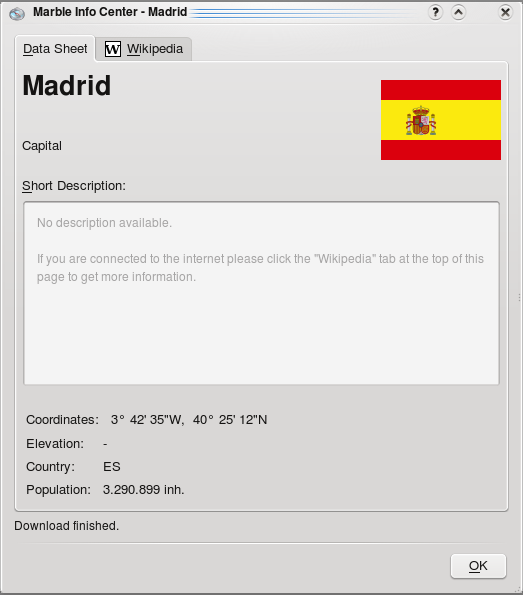 Marble Info Center - Madrid
Data Sheet W Wikipedia
Madrid
Capital
Short Description:
No description available.
If you are connected to the internet please click the "Wikipedia" tab at the top of this
page to get more information.
Coordinates: 3° 42' 35"W, 40° 25' 12"N
Elevation: -
Country: ES
Population: 3.290.899 inh.
Download finished.
OK